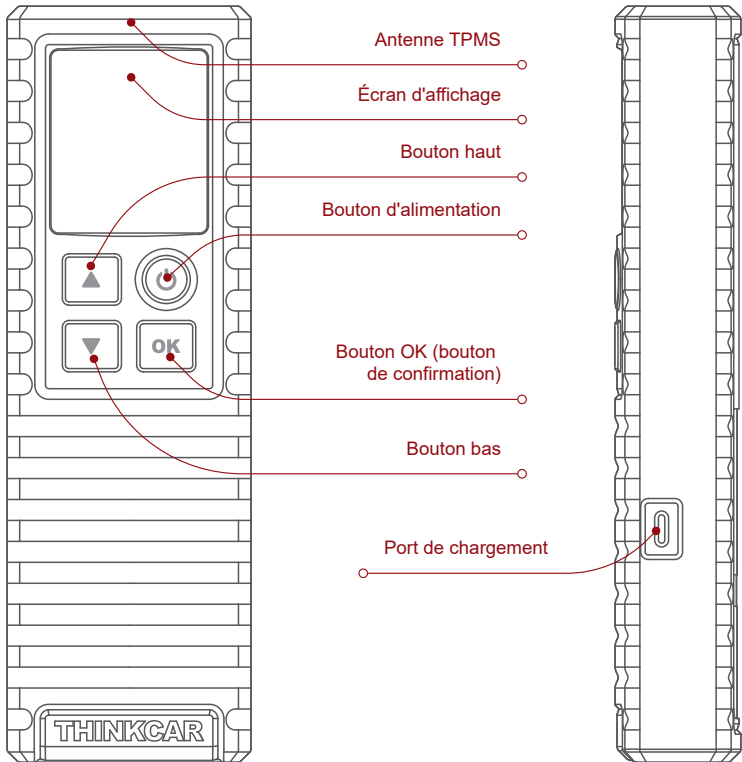 Antenne TPMS
Écran d'affichage
Bouton haut
Bouton d'alimentation
OK
Bouton OK (bouton
de confirmation)
Bouton bas
Port de chargement
THINKCAR